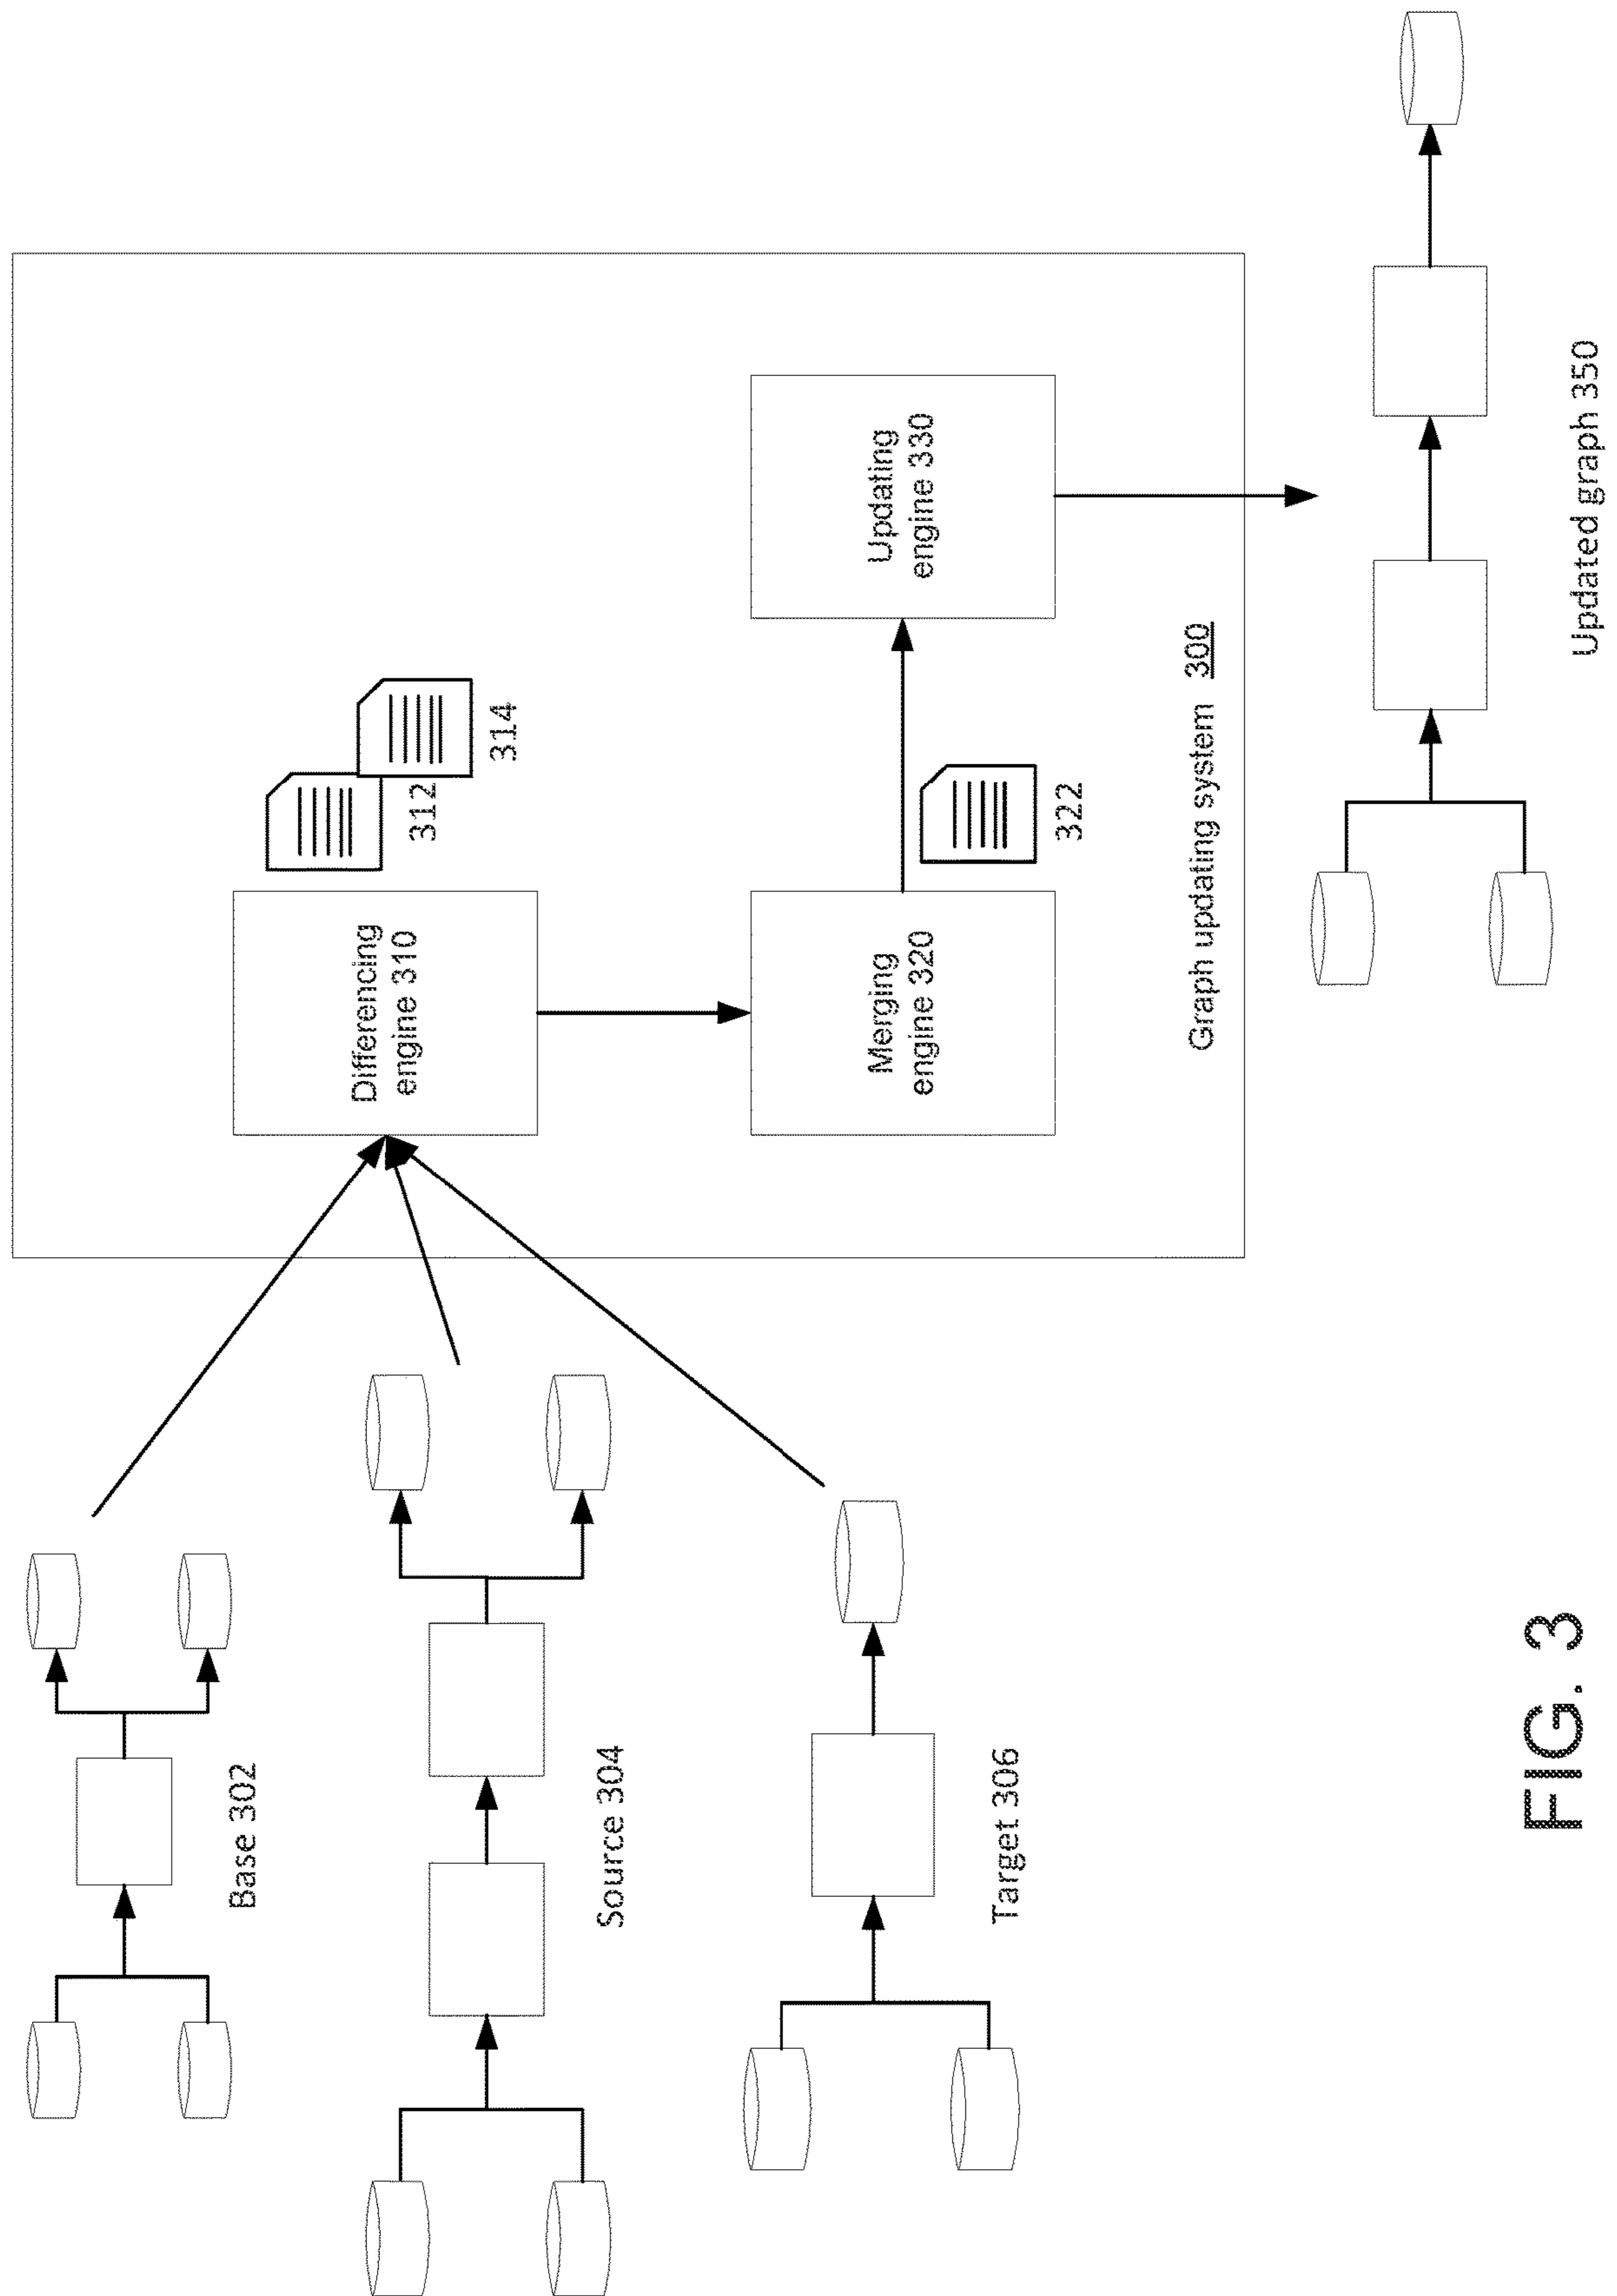 Base 302
Source 304
Target 306
Differencing
engine 310
312
314
Merging
engine 320
322
Updating
engine 330
Graph updating system 300
Updated graph 350
FIG. 3